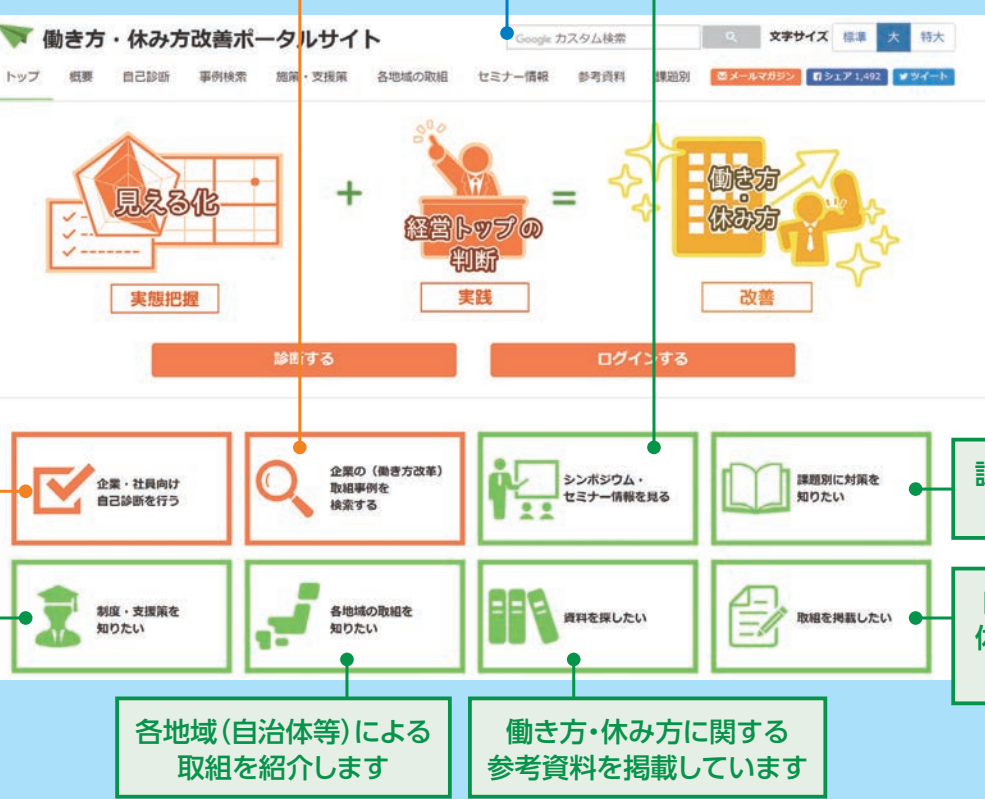 働き方・休み方改善ポータルサイト
Google カスタム検索
文字サイズ 標準 大 特大
トップ 概要 自己診断 事例検索 施策・支援策 各地域の取組 セミナー情報 参考資料 課題別 メールマガジン シェア 1,492 ツイート
見える化
+
経営トップの
判断
=
働き方
・
休み方
実態把握
実践
改善
診断する
ログインする
企業・社員向け
自己診断を行う
企業の（働き方改革）
取組事例を
検索する
シンポジウム・
セミナー情報を見る
課題別に対策を
知りたい
制度・支援策を
知りたい
各地域の取組を
知りたい
資料を探したい
取組を掲載したい
各地域（自治体等）による
取組を紹介します
働き方・休み方に関する
参考資料を掲載しています